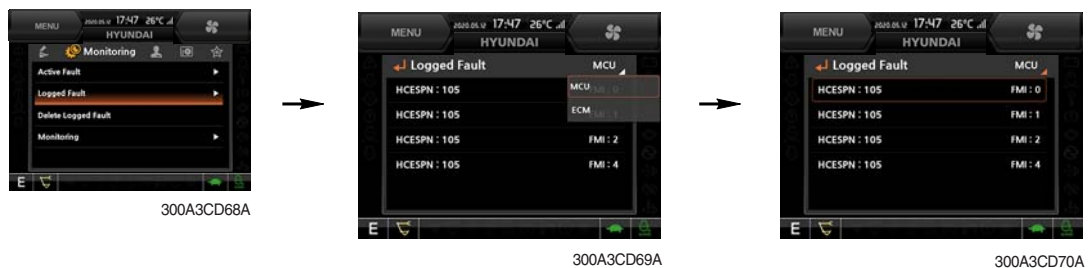 MENU
17:47 26°C
HYUNDAI
Monitoring
Active Fault
Logged Fault
Delete Logged Fault
Monitoring
E
300A3CD68A
MENU
2020.05.12 17:47 26°C
HYUNDAI
Logged Fault MCU
HCESPN : 105 MCU
HCESPN : 105 ECM
HCESPN : 105 FMI : 2
HCESPN : 105 FMI : 4
E
300A3CD69A
MENU
2020.05.12 17:47 26°C
HYUNDAI
Logged Fault MCU
HCESPN : 105 FMI : 0
HCESPN : 105 FMI : 1
HCESPN : 105 FMI : 2
HCESPN : 105 FMI : 4
E
300A3CD70A